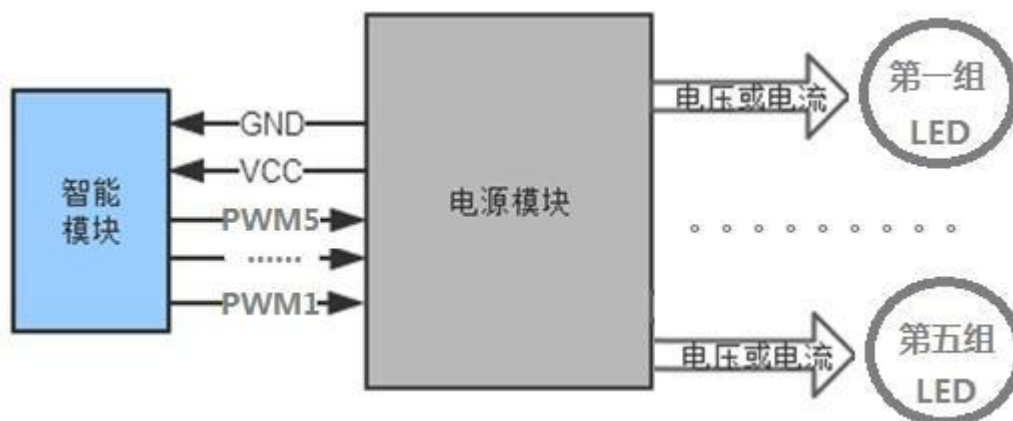 智能
模块
GND
VCC
PWM5
……
PWM1
电源模块
电压或电流
第一组
LED
电压或电流
第五组
LED